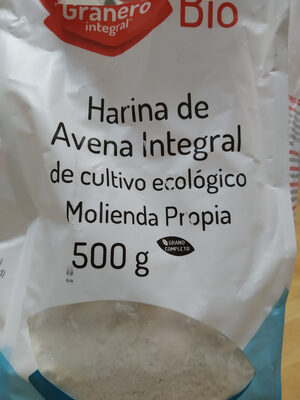 Granero
integral
Bio
Harina de
Avena Integral
de cultivo ecológico
Molienda Propia
500 g
GRANO
COMPLETO